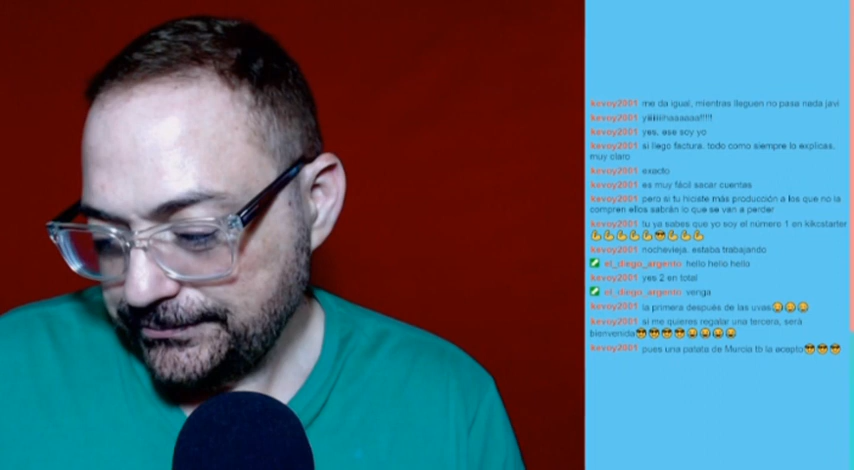 kevoy2001 me da igual, mientras lleguen no pasa nada javi
kevoy2001 yiiiiiiihaaaaaa!!!!!
kevoy2001 yes, ese soy yo
kevoy2001 si llego factura, todo como siempre lo explicas,
muy claro
kevoy2001 exacto
kevoy2001 es muy fácil sacar cuentas
kevoy2001 pero si hiciste más producción a los que no la
compren ellos sabrán lo que se van a perder
kevoy2001 tu ya sabes que yo soy el número 1 en kikcstarter
💪💪💪💪💪😎💪💪💪
kevoy2001 nochevieja, estaba trabajando
el_diego_argento hello hello hello
kevoy2001 yes 2 en total
el_diego_argento venga
kevoy2001 la primera después de las uvas😂😂😂
kevoy2001 si me quieres regalar una tercera, será
bienvenida😎😎😎😎😂😂😂😂
kevoy2001 pues una patata de Murcia tb la acepto😎😎😎